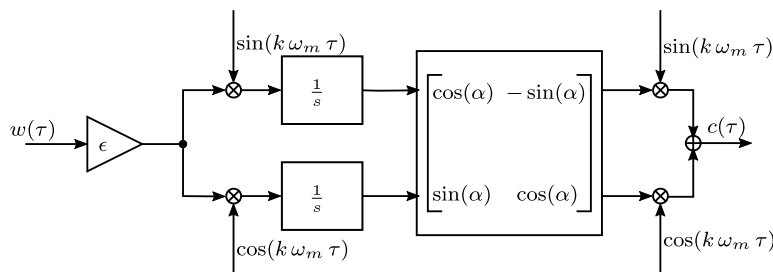 sin(k ω_m τ)
sin(k ω_m τ)
1/s
cos(α) − sin(α)
w(τ)
ϵ
c(τ)
1/s
sin(α) cos(α)
cos(k ω_m τ)
cos(k ω_m τ)